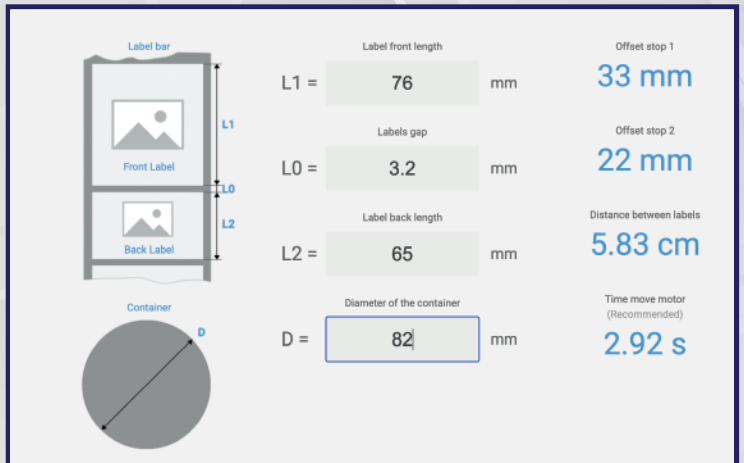 Label bar
L1
Front Label
L0
L2
Back Label
Container
D
Label front length
L1 = 76 mm
Labels gap
L0 = 3.2 mm
Label back length
L2 = 65 mm
Diameter of the container
D = 82 mm
Offset stop 1
33 mm
Offset stop 2
22 mm
Distance between labels
5.83 cm
Time move motor
(Recommended)
2.92 s